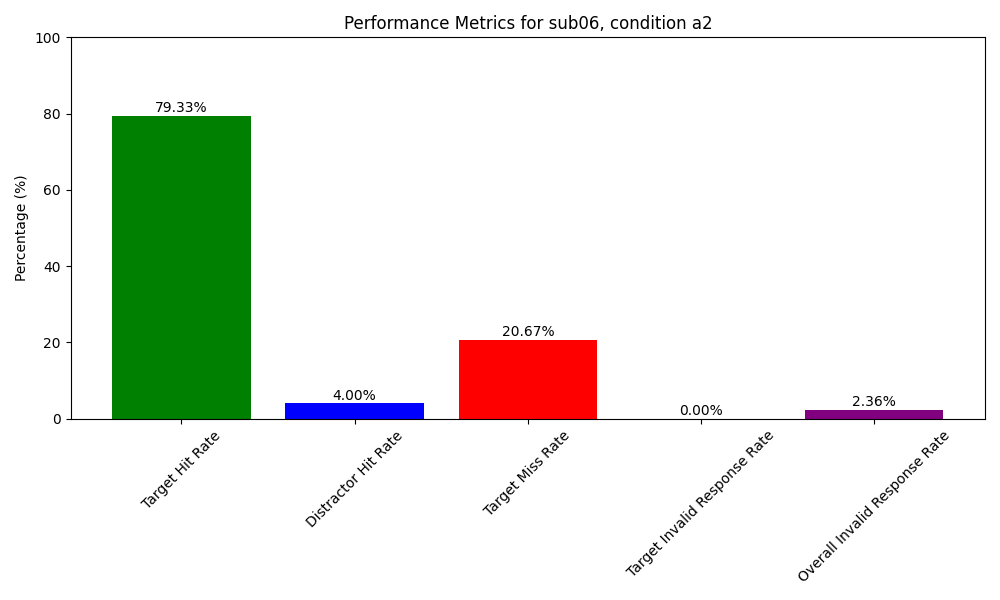 Performance Metrics for sub06, condition a2
Percentage (%)
100
80
60
40
20
0
79.33%
4.00%
20.67%
0.00%
2.36%
Target Hit Rate
Distractor Hit Rate
Target Miss Rate
Target Invalid Response Rate
Overall Invalid Response Rate